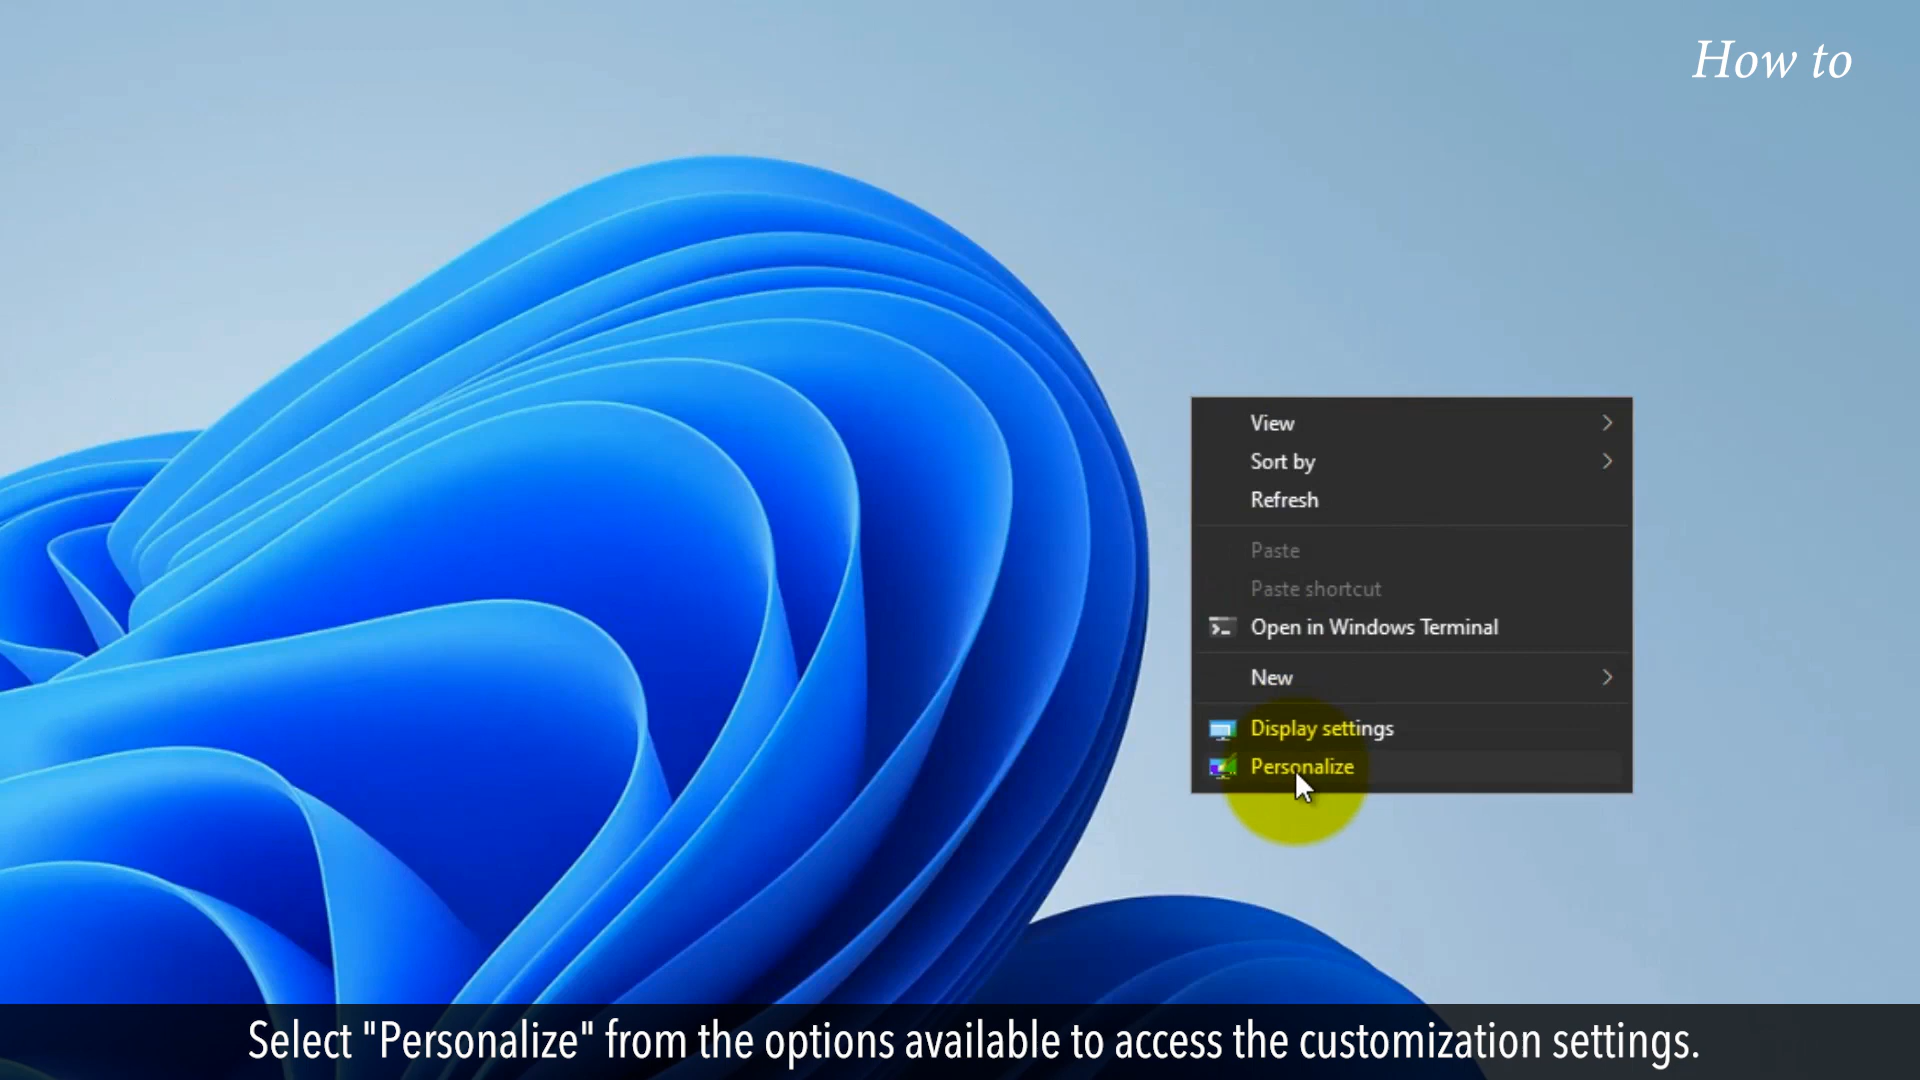 How to
View
Sort by
Refresh
Paste
Paste shortcut
Open in Windows Terminal
New
Display settings
Personalize
Select "Personalize" from the options available to access the customization settings.